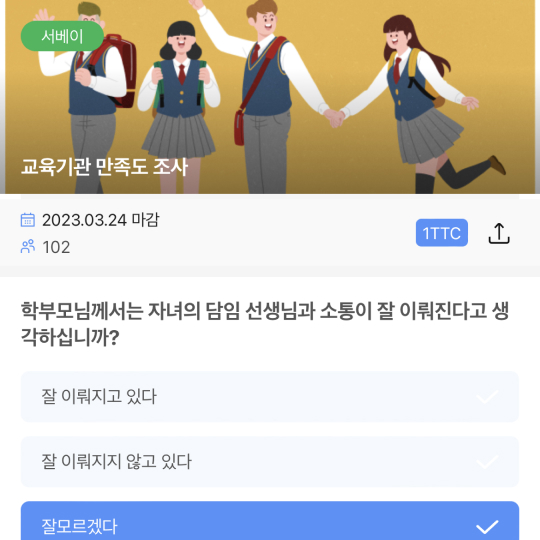 서베이
교육기관 만족도 조사
2023.03.24 마감
102
1TTC
학부모님께서는 자녀의 담임 선생님과 소통이 잘 이뤄진다고 생
각하십니까?
잘 이뤄지고 있다
잘 이뤄지지 않고 있다
잘모르겠다